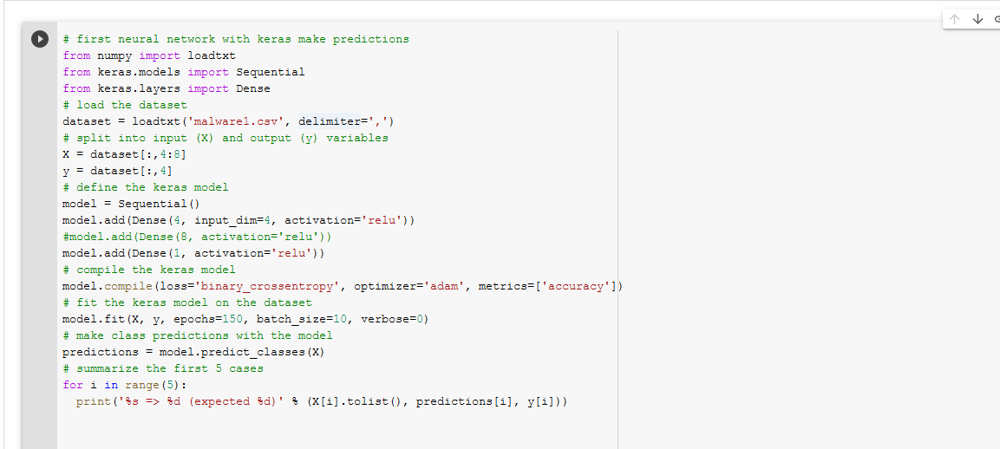 # first neural network with keras make predictions
from numpy import loadtxt
from keras.models import Sequential
from keras.layers import Dense
# load the dataset
dataset = loadtxt('malware1.csv', delimiter=',')
# split into input (X) and output (y) variables
X = dataset[:,4:8]
y = dataset[:,4]
# define the keras model
model = Sequential()
model.add(Dense(4, input_dim=4, activation='relu'))
#model.add(Dense(8, activation='relu'))
model.add(Dense(1, activation='relu'))
# compile the keras model
model.compile(loss='binary_crossentropy', optimizer='adam', metrics=['accuracy'])
# fit the keras model on the dataset
model.fit(X, y, epochs=150, batch_size=10, verbose=0)
# make class predictions with the model
predictions = model.predict_classes(X)
# summarize the first 5 cases
for i in range(5):
  print('%s => %d (expected %d)' % (X[i].tolist(), predictions[i], y[i]))